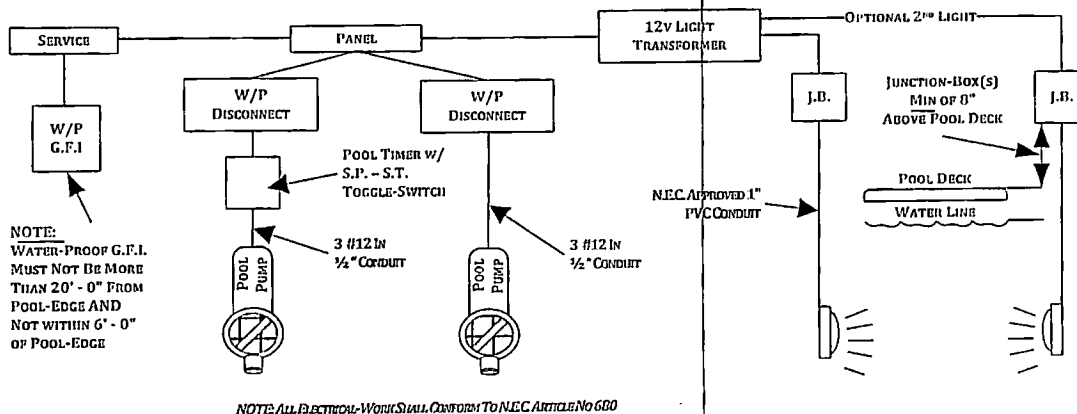 SERVICE
PANEL
12V LIGHT
TRANSFORMER
OPTIONAL 2ND LIGHT
W/P
G.F.I
W/P
DISCONNECT
W/P
DISCONNECT
J.B.
JUNCTION-BOX(S)
MIN OF 8"
ABOVE POOL DECK
J.B.
POOL TIMER W/
S.P. – S.T.
TOGGLE-SWITCH
POOL DECK
N.E.C. APPROVED 1"
PVC CONDUIT
WATER LINE
NOTE:
WATER-PROOF G.F.I.
MUST NOT BE MORE
THAN 20' - 0" FROM
POOL-EDGE AND
NOT WITHIN 6' - 0"
OF POOL-EDGE
3 #12 IN
½" CONDUIT
3 #12 IN
½" CONDUIT
POOL
PUMP
POOL
PUMP
NOTE: ALL ELECTRICAL-WORK SHALL CONFORM TO N.E.C ARTICLE NO 680